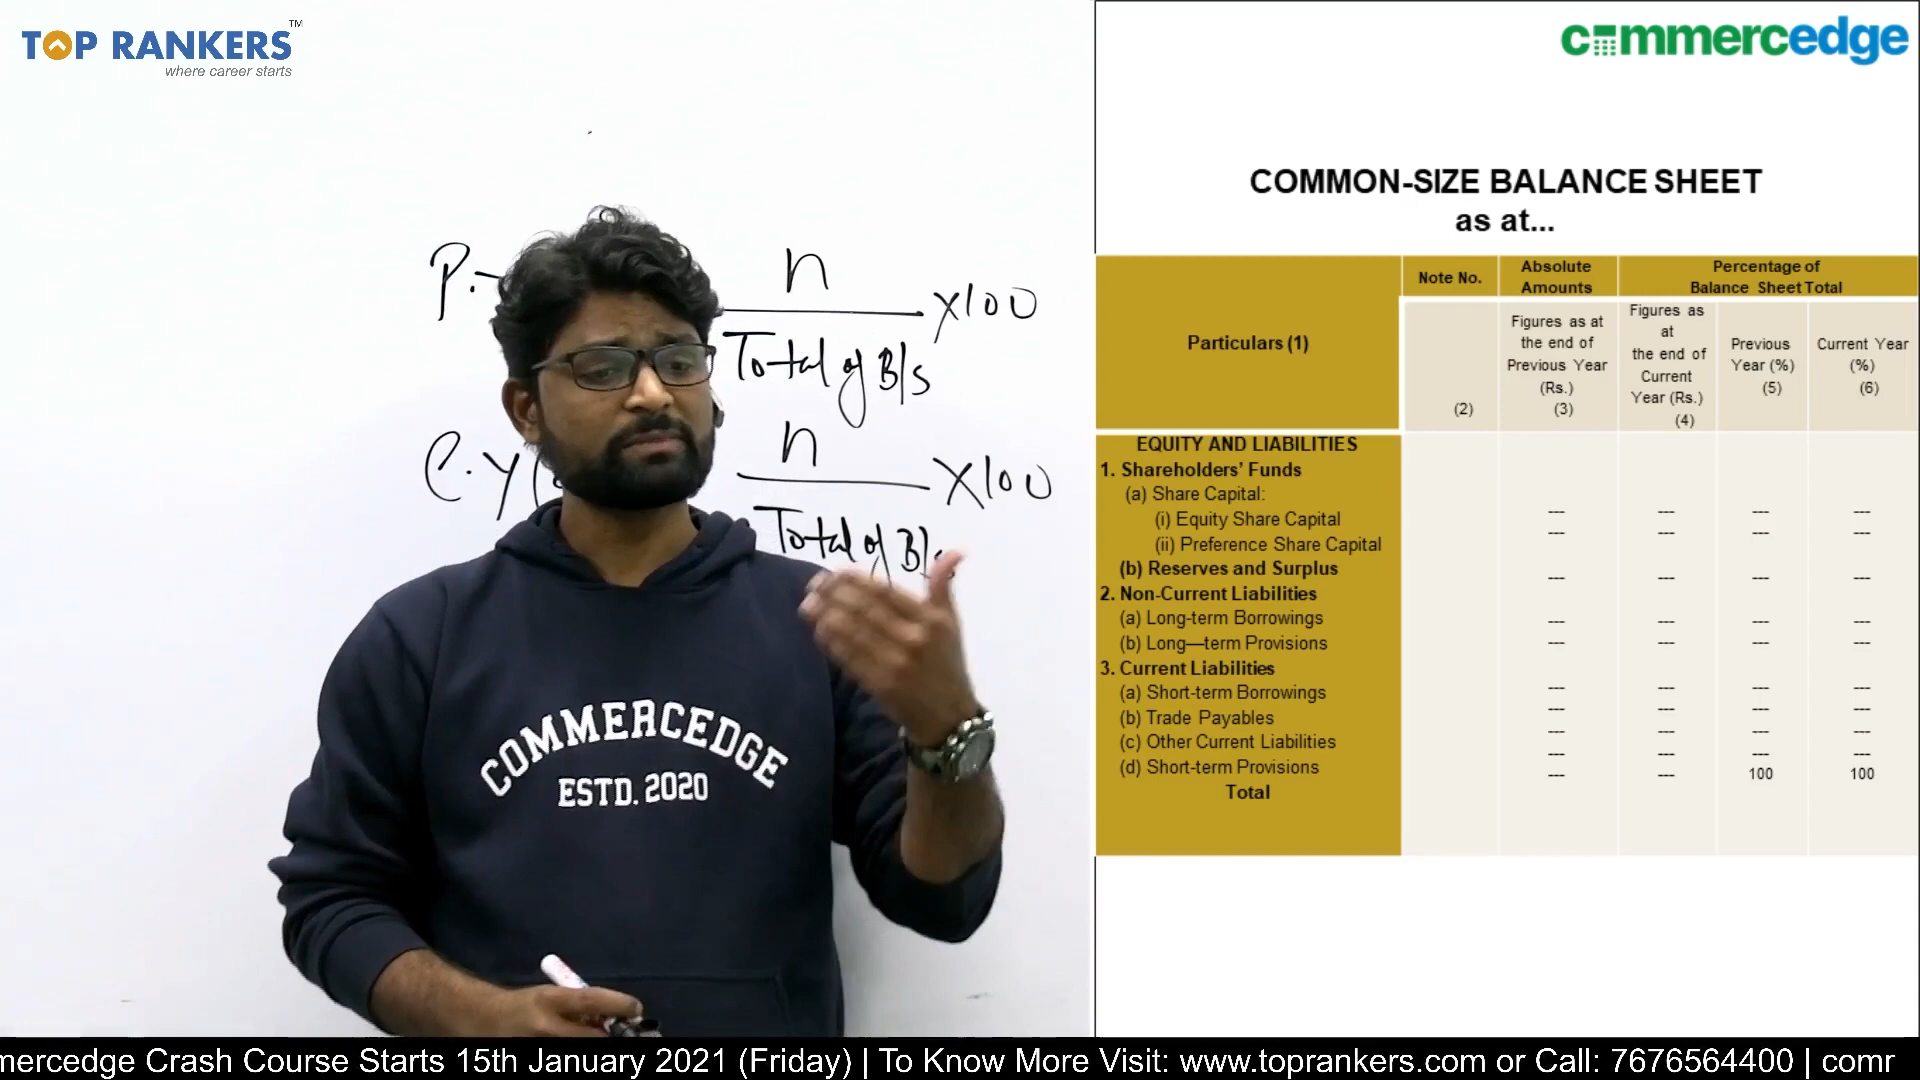 TOP RANKERS™
where career starts
commercedge
P.
n
Total of B/s
×100
C.Y(
n
Total of B/
×100
COMMERCEDGE
ESTD. 2020
COMMON-SIZE BALANCE SHEET
as at...
Particulars (1)
Note No.
(2)
Absolute
Amounts
Percentage of
Balance Sheet Total
Figures as at
the end of
Previous Year
(Rs.)
(3)
Figures as
at
the end of
Current
Year (Rs.)
(4)
Previous
Year (%)
(5)
Current Year
(%)
(6)
EQUITY AND LIABILITIES
1. Shareholders' Funds
(a) Share Capital:
(i) Equity Share Capital --- --- --- ---
(ii) Preference Share Capital --- --- --- ---
(b) Reserves and Surplus --- --- --- ---
2. Non-Current Liabilities
(a) Long-term Borrowings --- --- --- ---
(b) Long—term Provisions --- --- --- ---
3. Current Liabilities
(a) Short-term Borrowings --- --- --- ---
(b) Trade Payables --- --- --- ---
(c) Other Current Liabilities --- --- --- ---
(d) Short-term Provisions --- --- --- ---
Total --- --- 100 100
mercedge Crash Course Starts 15th January 2021 (Friday) | To Know More Visit: www.toprankers.com or Call: 7676564400 | comr